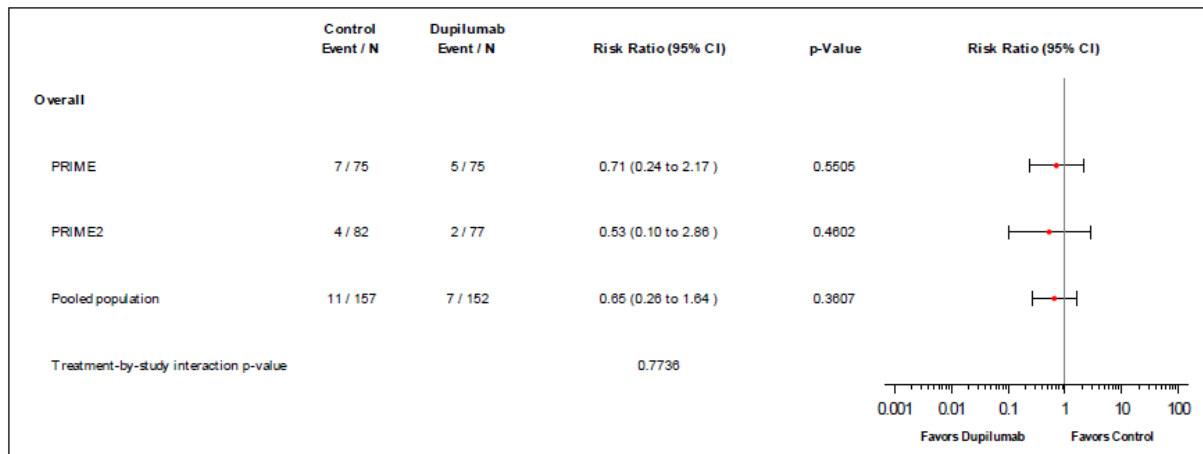 Control Dupilumab
Event / N Event / N Risk Ratio (95% CI) p-Value Risk Ratio (95% CI)
Overall
PRIME 7 / 75 5 / 75 0.71 (0.24 to 2.17 ) 0.5505
PRIME2 4 / 82 2 / 77 0.53 (0.10 to 2.86 ) 0.4602
Pooled population 11 / 157 7 / 152 0.65 (0.26 to 1.64 ) 0.3607
Treatment-by-study interaction p-value 0.7736
0.001 0.01 0.1 1 10 100
Favors Dupilumab Favors Control